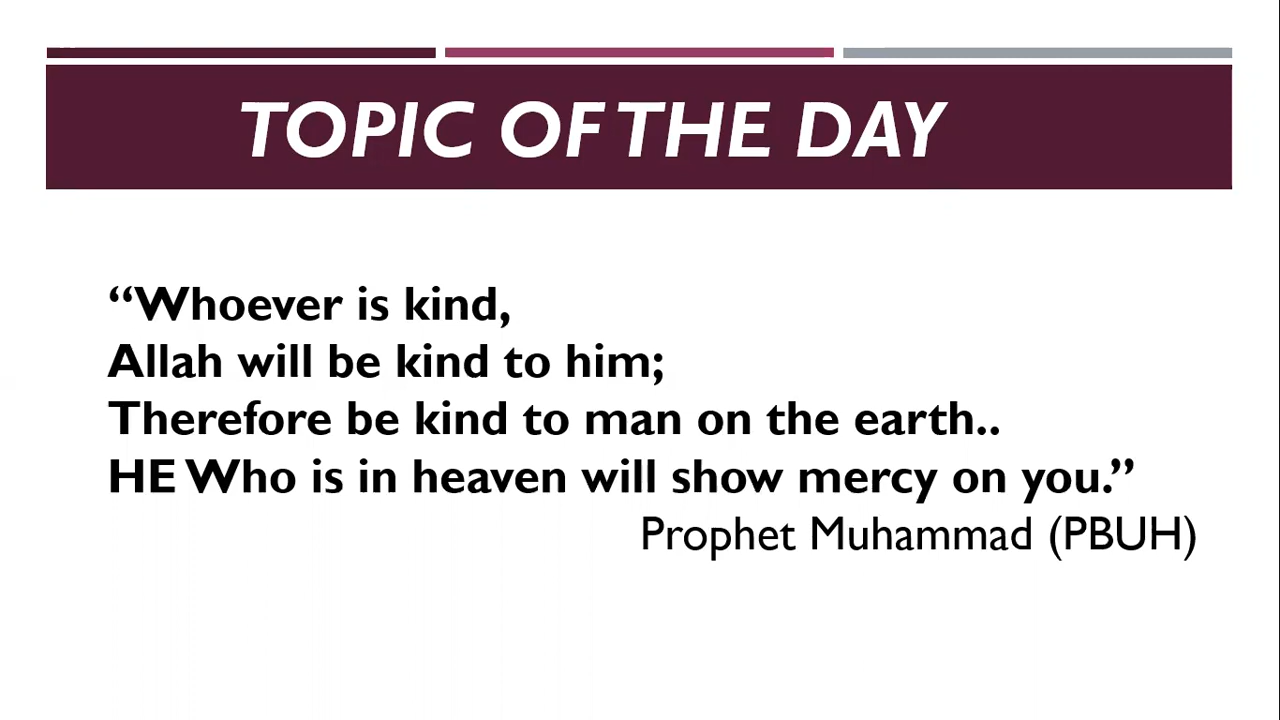 TOPIC OF THE DAY
“Whoever is kind,
Allah will be kind to him;
Therefore be kind to man on the earth..
HE Who is in heaven will show mercy on you.”
Prophet Muhammad (PBUH)